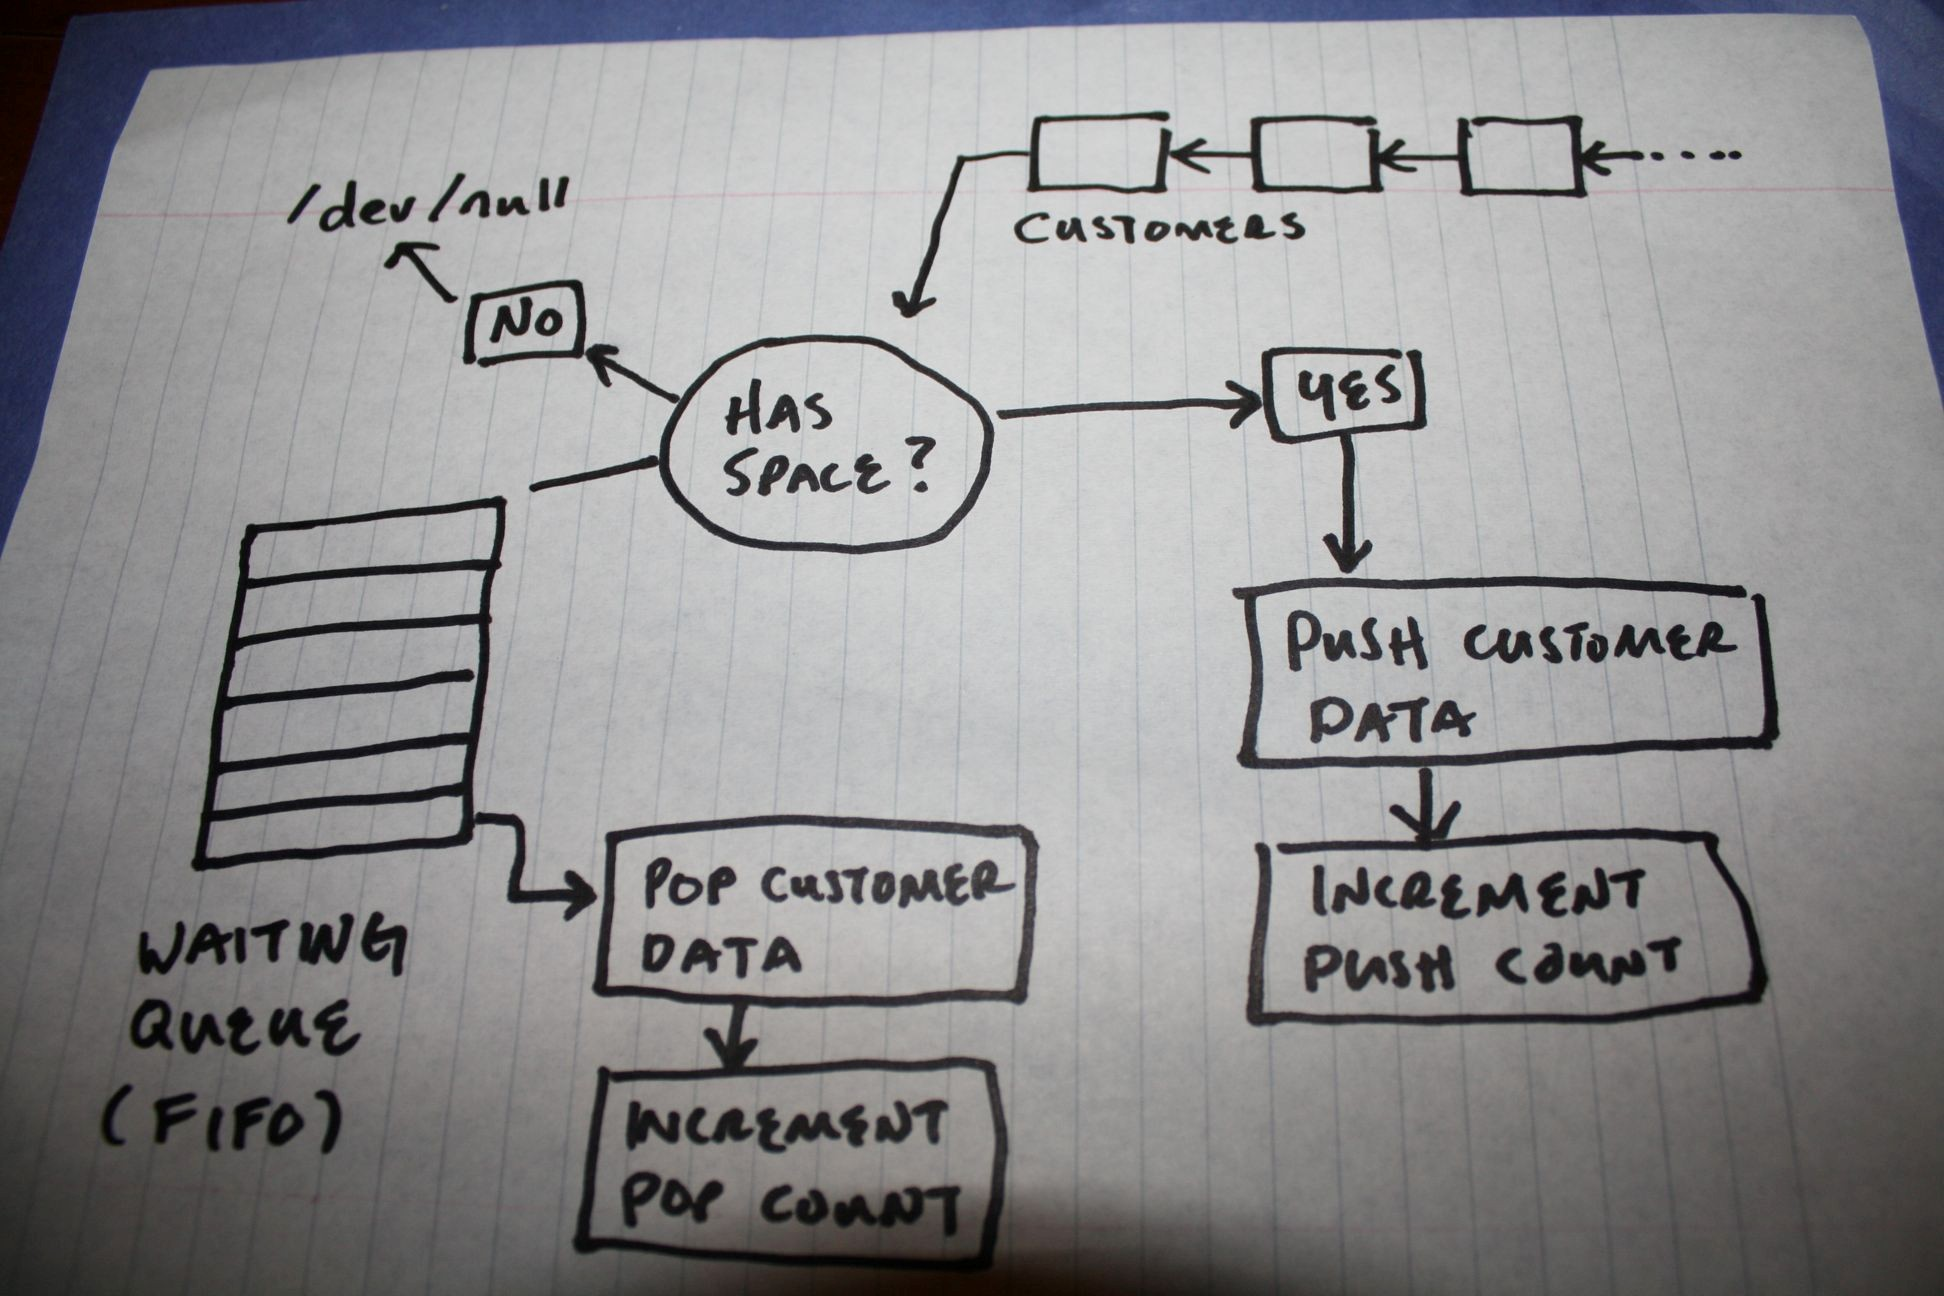 /dev/null
CUSTOMERS
NO
HAS
SPACE?
YES
PUSH CUSTOMER
DATA
INCREMENT
PUSH COUNT
WAITING
QUEUE
(FIFO)
POP CUSTOMER
DATA
INCREMENT
POP COUNT